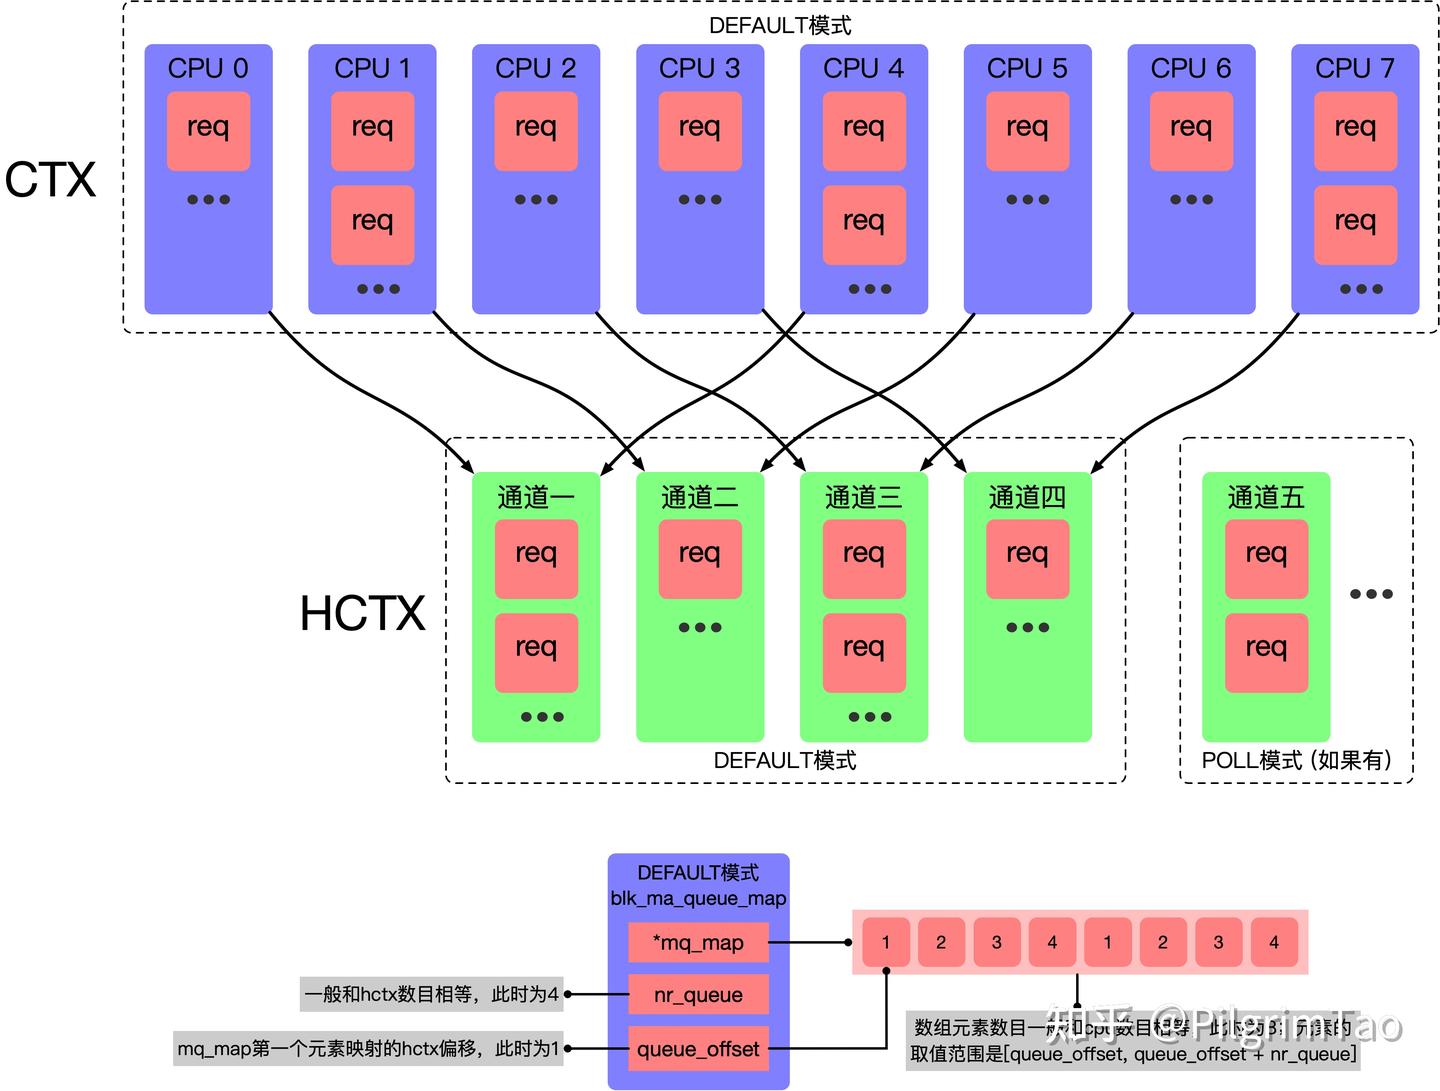 DEFAULT模式
CPU 0
CPU 1
CPU 2
CPU 3
CPU 4
CPU 5
CPU 6
CPU 7
req
req
req
req
req
req
req
req
CTX
req
req
req
通道一
通道二
通道三
通道四
通道五
req
req
req
req
req
HCTX
req
req
req
DEFAULT模式
POLL模式 (如果有)
DEFAULT模式
blk_ma_queue_map
*mq_map
1
2
3
4
1
2
3
4
一般和hctx数目相等，此时为4
nr_queue
mq_map第一个元素映射的hctx偏移，此时为1
queue_offset
数组元素数目一般和cpu数目相等，此时为8；元素的
取值范围是[queue_offset, queue_offset + nr_queue]
知乎 @PilgrimTao